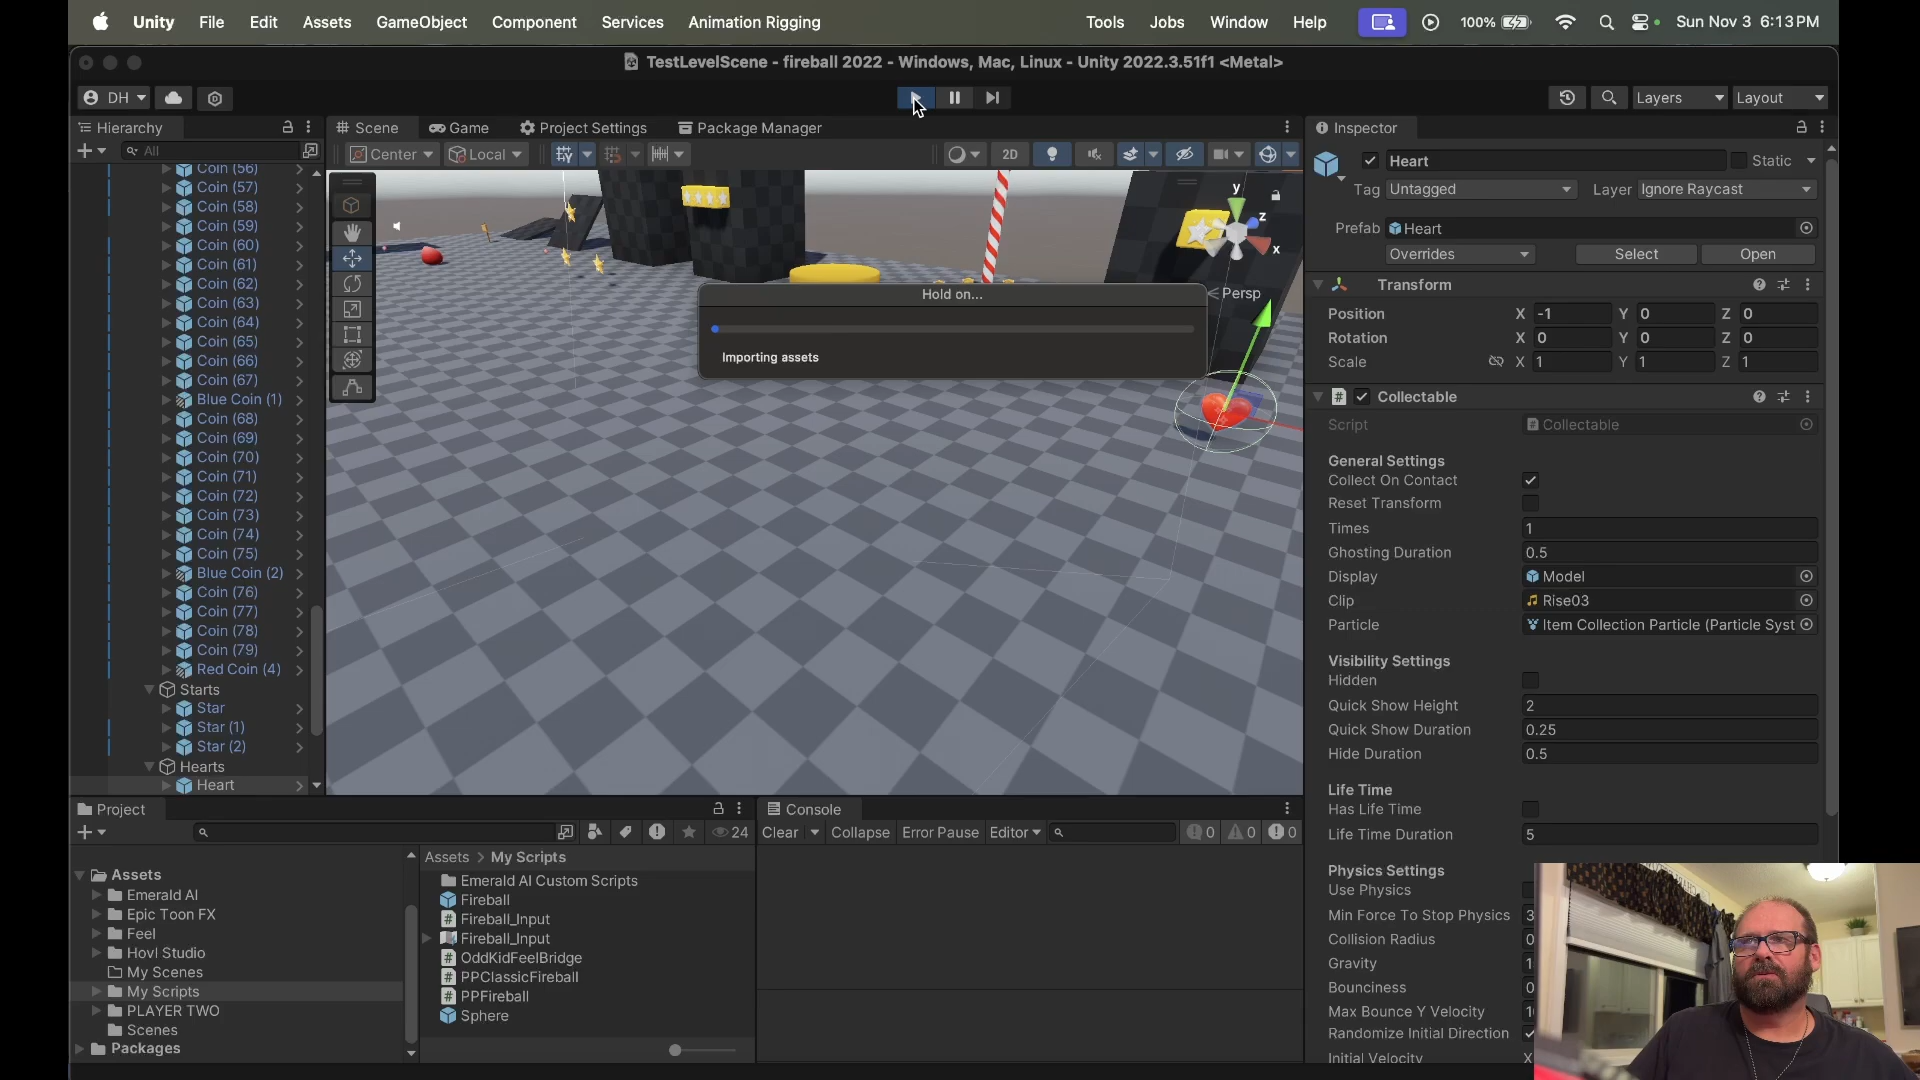 Unity File Edit Assets GameObject Component Services Animation Rigging Tools Jobs Window Help 100% Sun Nov 3 6:13 PM
TestLevelScene - fireball 2022 - Windows, Mac, Linux - Unity 2022.3.51f1 <Metal>
DH Layers Layout
Hierarchy
All
Coin (56)
Coin (57)
Coin (58)
Coin (59)
Coin (60)
Coin (61)
Coin (62)
Coin (63)
Coin (64)
Coin (65)
Coin (66)
Coin (67)
Blue Coin (1)
Coin (68)
Coin (69)
Coin (70)
Coin (71)
Coin (72)
Coin (73)
Coin (74)
Coin (75)
Blue Coin (2)
Coin (76)
Coin (77)
Coin (78)
Coin (79)
Red Coin (4)
Starts
Star
Star (1)
Star (2)
Hearts
Heart
Scene Game Project Settings Package Manager
Center Local 2D
y
z
x
Persp
Hold on...
Importing assets
Inspector
Heart Static
Tag Untagged Layer Ignore Raycast
Prefab Heart
Overrides Select Open
Transform
Position X -1 Y 0 Z 0
Rotation X 0 Y 0 Z 0
Scale X 1 Y 1 Z 1
# Collectable
Script Collectable
General Settings
Collect On Contact
Reset Transform
Times 1
Ghosting Duration 0.5
Display Model
Clip Rise03
Particle Item Collection Particle (Particle Syst
Visibility Settings
Hidden
Quick Show Height 2
Quick Show Duration 0.25
Hide Duration 0.5
Life Time
Has Life Time
Life Time Duration 5
Physics Settings
Use Physics
Min Force To Stop Physics 3
Collision Radius 0
Gravity 1
Bounciness 0
Max Bounce Y Velocity
Randomize Initial Direction
Initial Velocity X
Project
24
Assets
Emerald AI
Epic Toon FX
Feel
Hovl Studio
My Scenes
My Scripts
PLAYER TWO
Scenes
Packages
Assets > My Scripts
Emerald AI Custom Scripts
Fireball
Fireball_Input
Fireball_Input
OddKidFeelBridge
PPClassicFireball
PPFireball
Sphere
Console
Clear Collapse Error Pause Editor 0 0 0